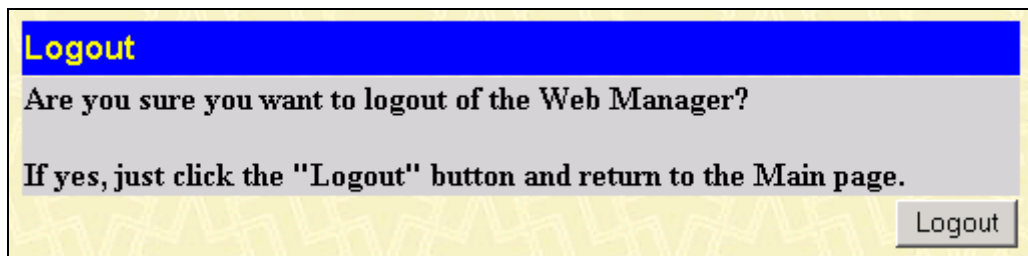 Logout
Are you sure you want to logout of the Web Manager?
If yes, just click the "Logout" button and return to the Main page.
Logout